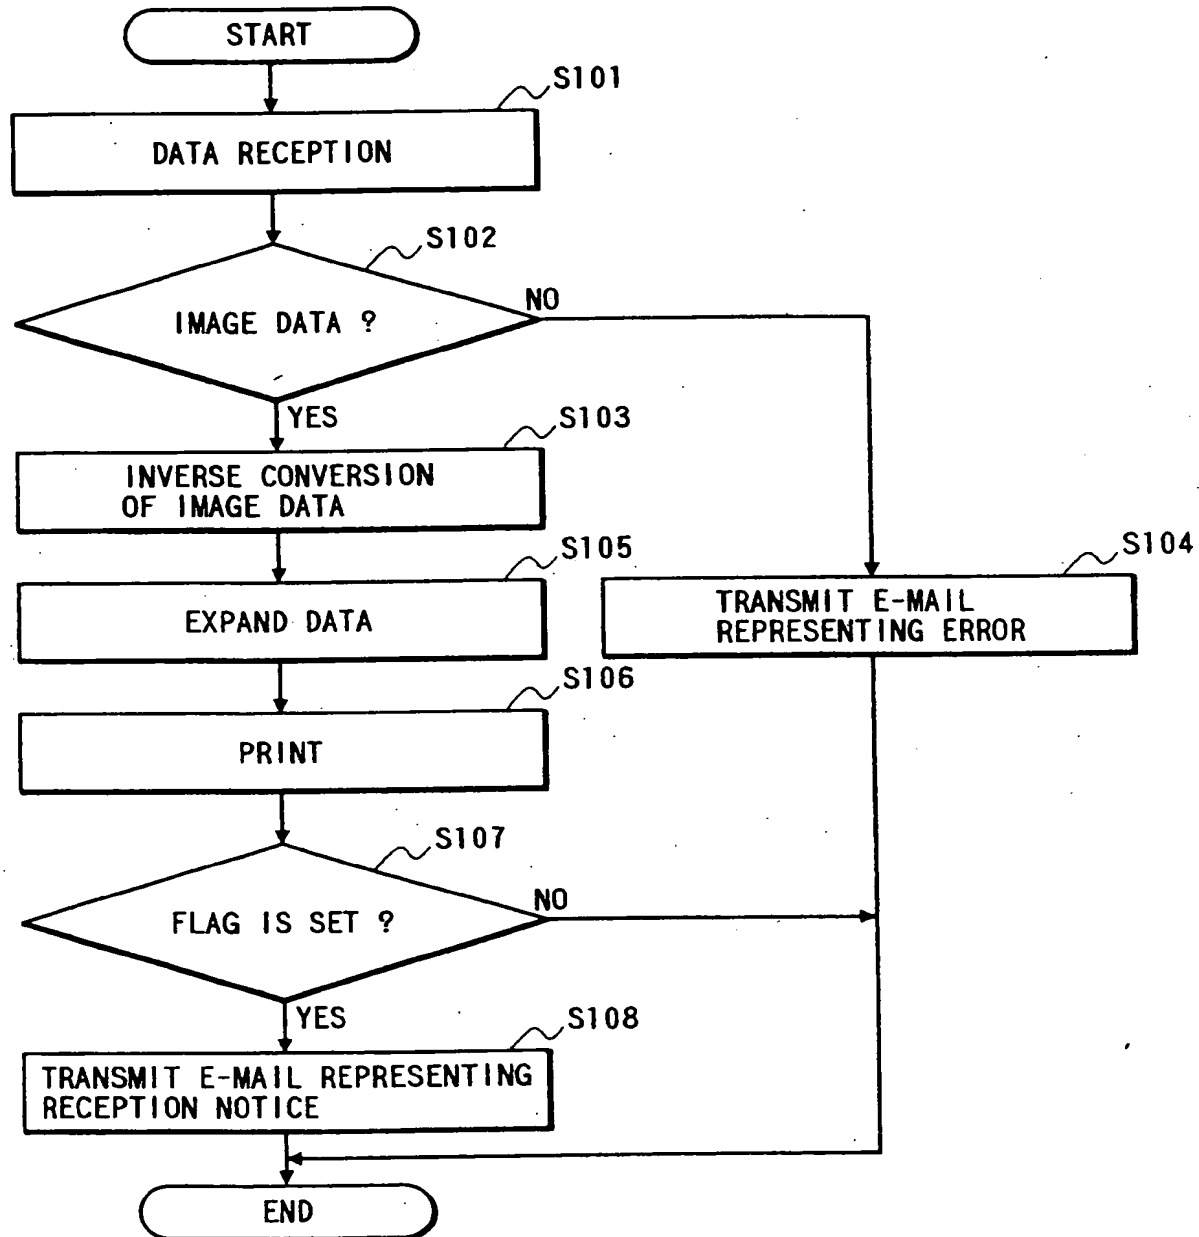 START
S101
DATA RECEPTION
S102
IMAGE DATA ?
NO
YES
S103
INVERSE CONVERSION
OF IMAGE DATA
S105
EXPAND DATA
S104
TRANSMIT E-MAIL
REPRESENTING ERROR
S106
PRINT
S107
FLAG IS SET ?
NO
YES
S108
TRANSMIT E-MAIL REPRESENTING
RECEPTION NOTICE
END